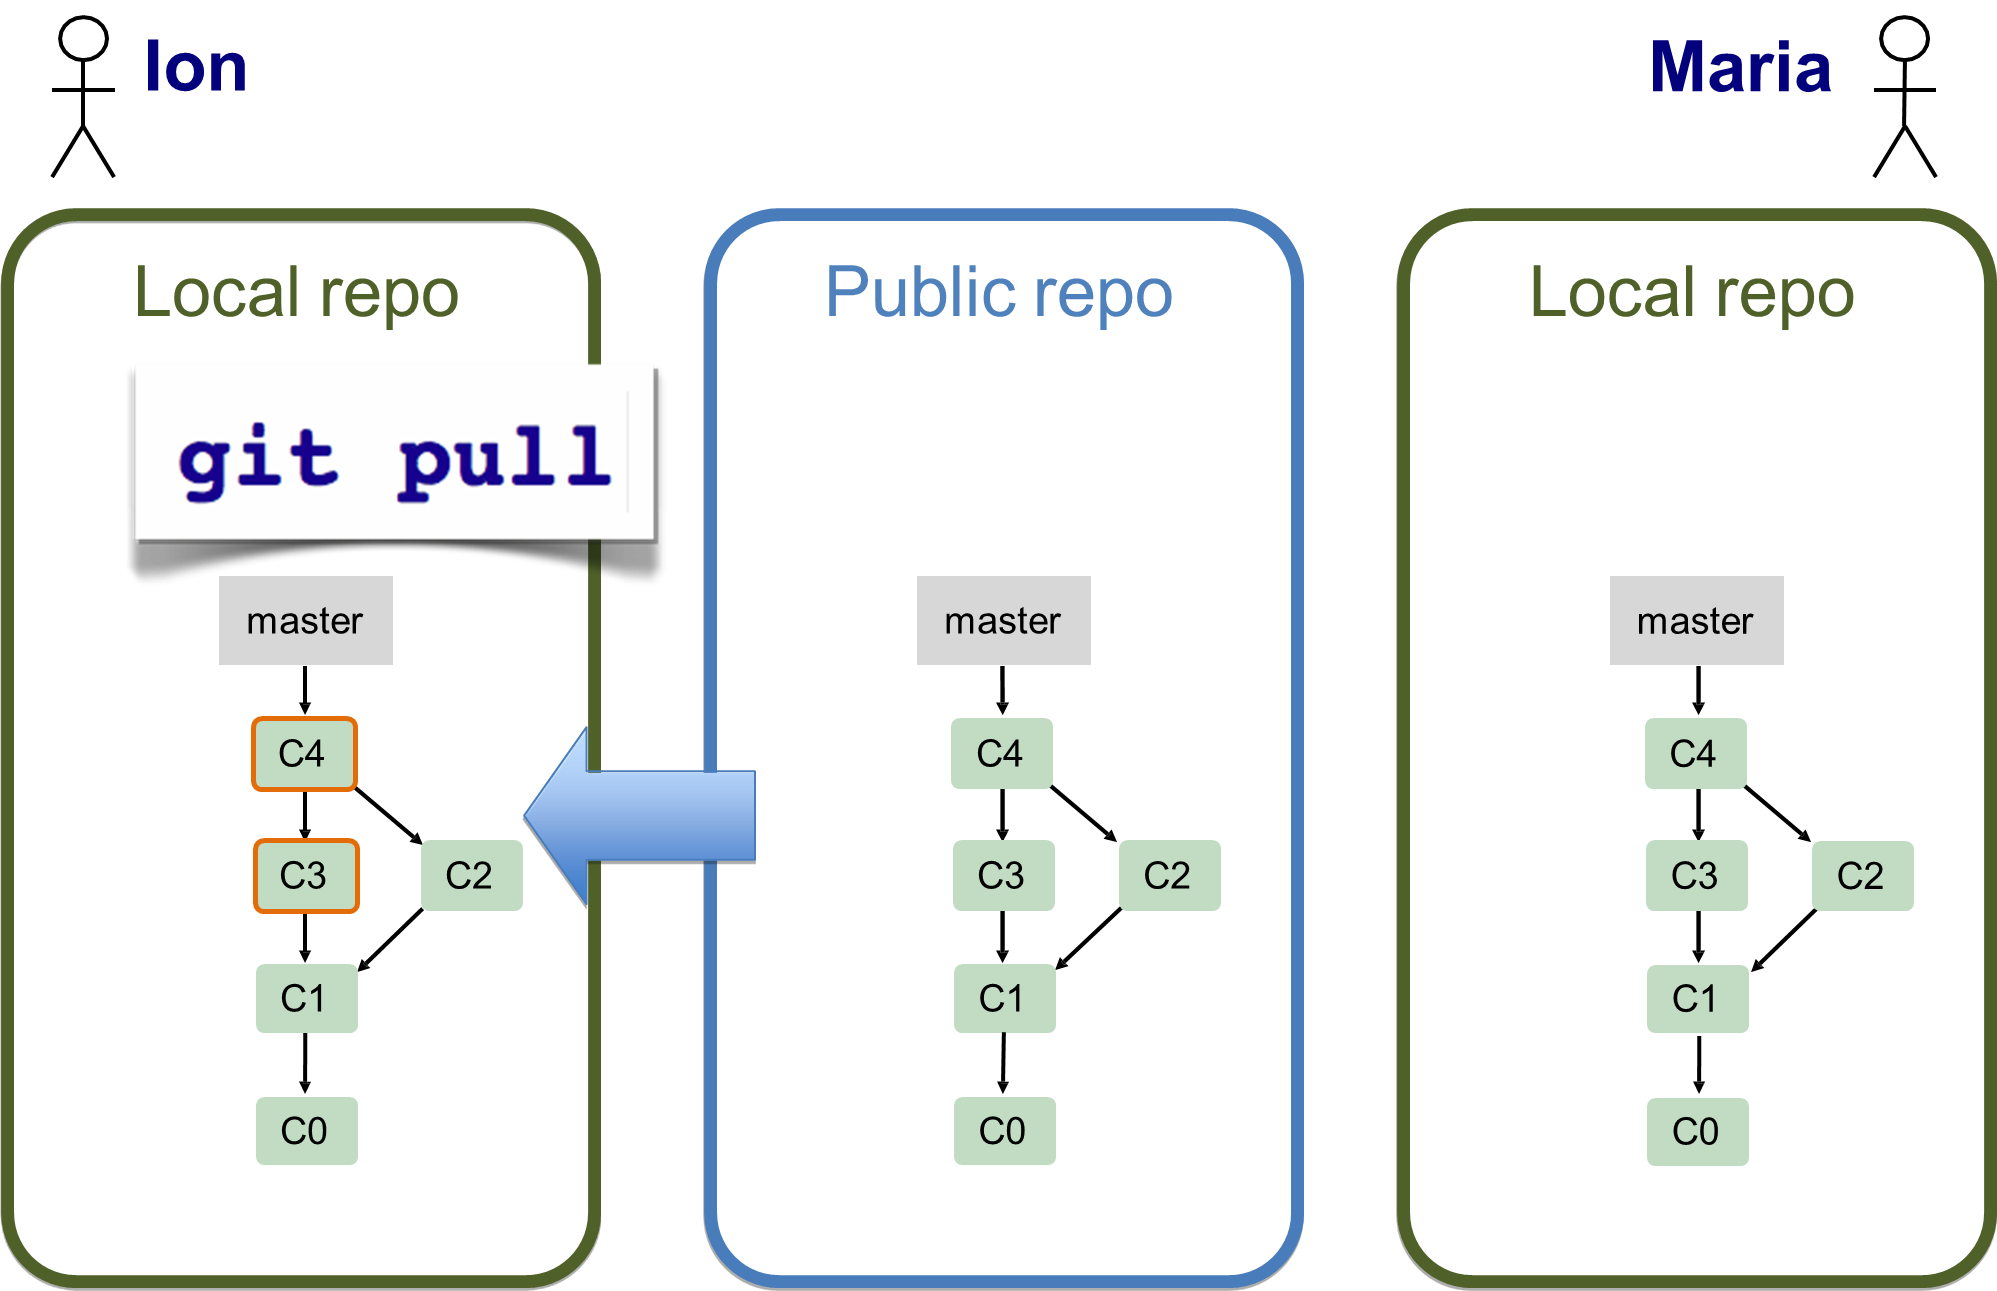 Ion
Maria
Local repo
Public repo
Local repo
git pull
master
master
master
C4
C4
C4
C3
C2
C3
C2
C3
C2
C1
C1
C1
C0
C0
C0